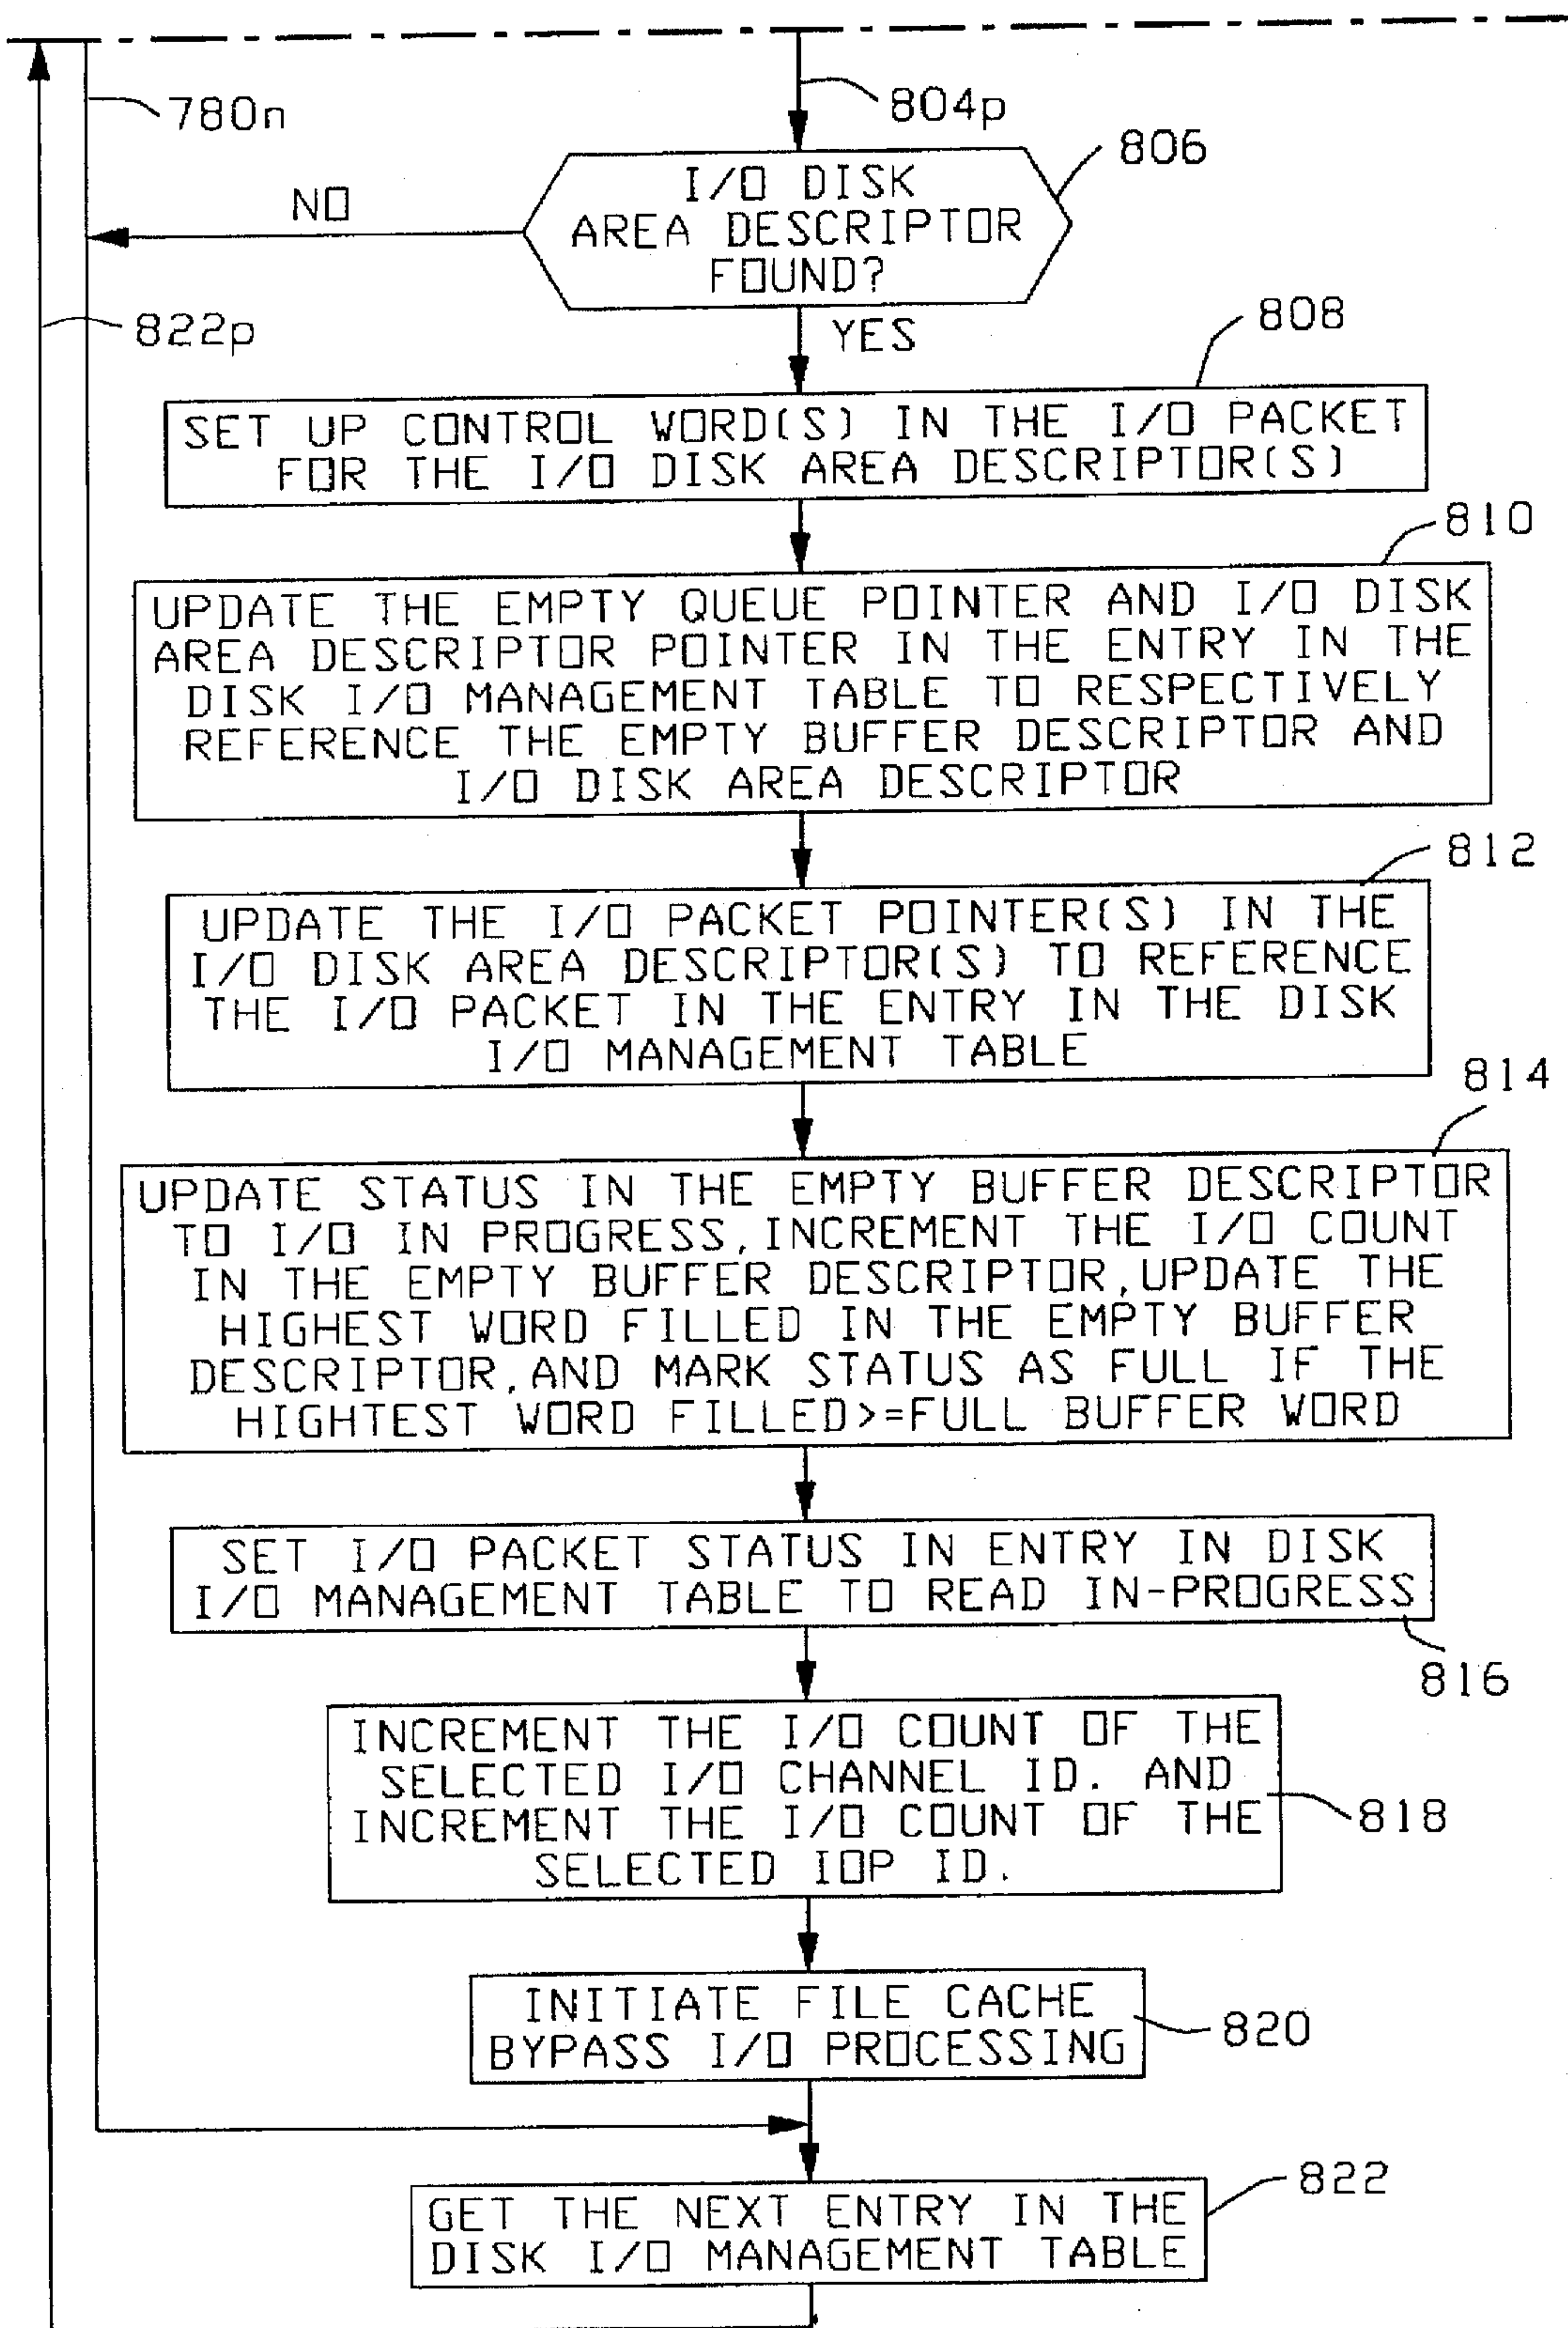 780n
804p
806
I/O DISK
AREA DESCRIPTOR
FOUND?
NO
822p
YES
808
SET UP CONTROL WORD(S) IN THE I/O PACKET
FOR THE I/O DISK AREA DESCRIPTOR(S)
810
UPDATE THE EMPTY QUEUE POINTER AND I/O DISK
AREA DESCRIPTOR POINTER IN THE ENTRY IN THE
DISK I/O MANAGEMENT TABLE TO RESPECTIVELY
REFERENCE THE EMPTY BUFFER DESCRIPTOR AND
I/O DISK AREA DESCRIPTOR
812
UPDATE THE I/O PACKET POINTER(S) IN THE
I/O DISK AREA DESCRIPTOR(S) TO REFERENCE
THE I/O PACKET IN THE ENTRY IN THE DISK
I/O MANAGEMENT TABLE
814
UPDATE STATUS IN THE EMPTY BUFFER DESCRIPTOR
TO I/O IN PROGRESS, INCREMENT THE I/O COUNT
IN THE EMPTY BUFFER DESCRIPTOR, UPDATE THE
HIGHEST WORD FILLED IN THE EMPTY BUFFER
DESCRIPTOR, AND MARK STATUS AS FULL IF THE
HIGHTEST WORD FILLED>=FULL BUFFER WORD
SET I/O PACKET STATUS IN ENTRY IN DISK
I/O MANAGEMENT TABLE TO READ IN-PROGRESS
816
INCREMENT THE I/O COUNT OF THE
SELECTED I/O CHANNEL ID. AND
INCREMENT THE I/O COUNT OF THE
SELECTED IOP ID.
818
INITIATE FILE CACHE
BYPASS I/O PROCESSING
820
822
GET THE NEXT ENTRY IN THE
DISK I/O MANAGEMENT TABLE